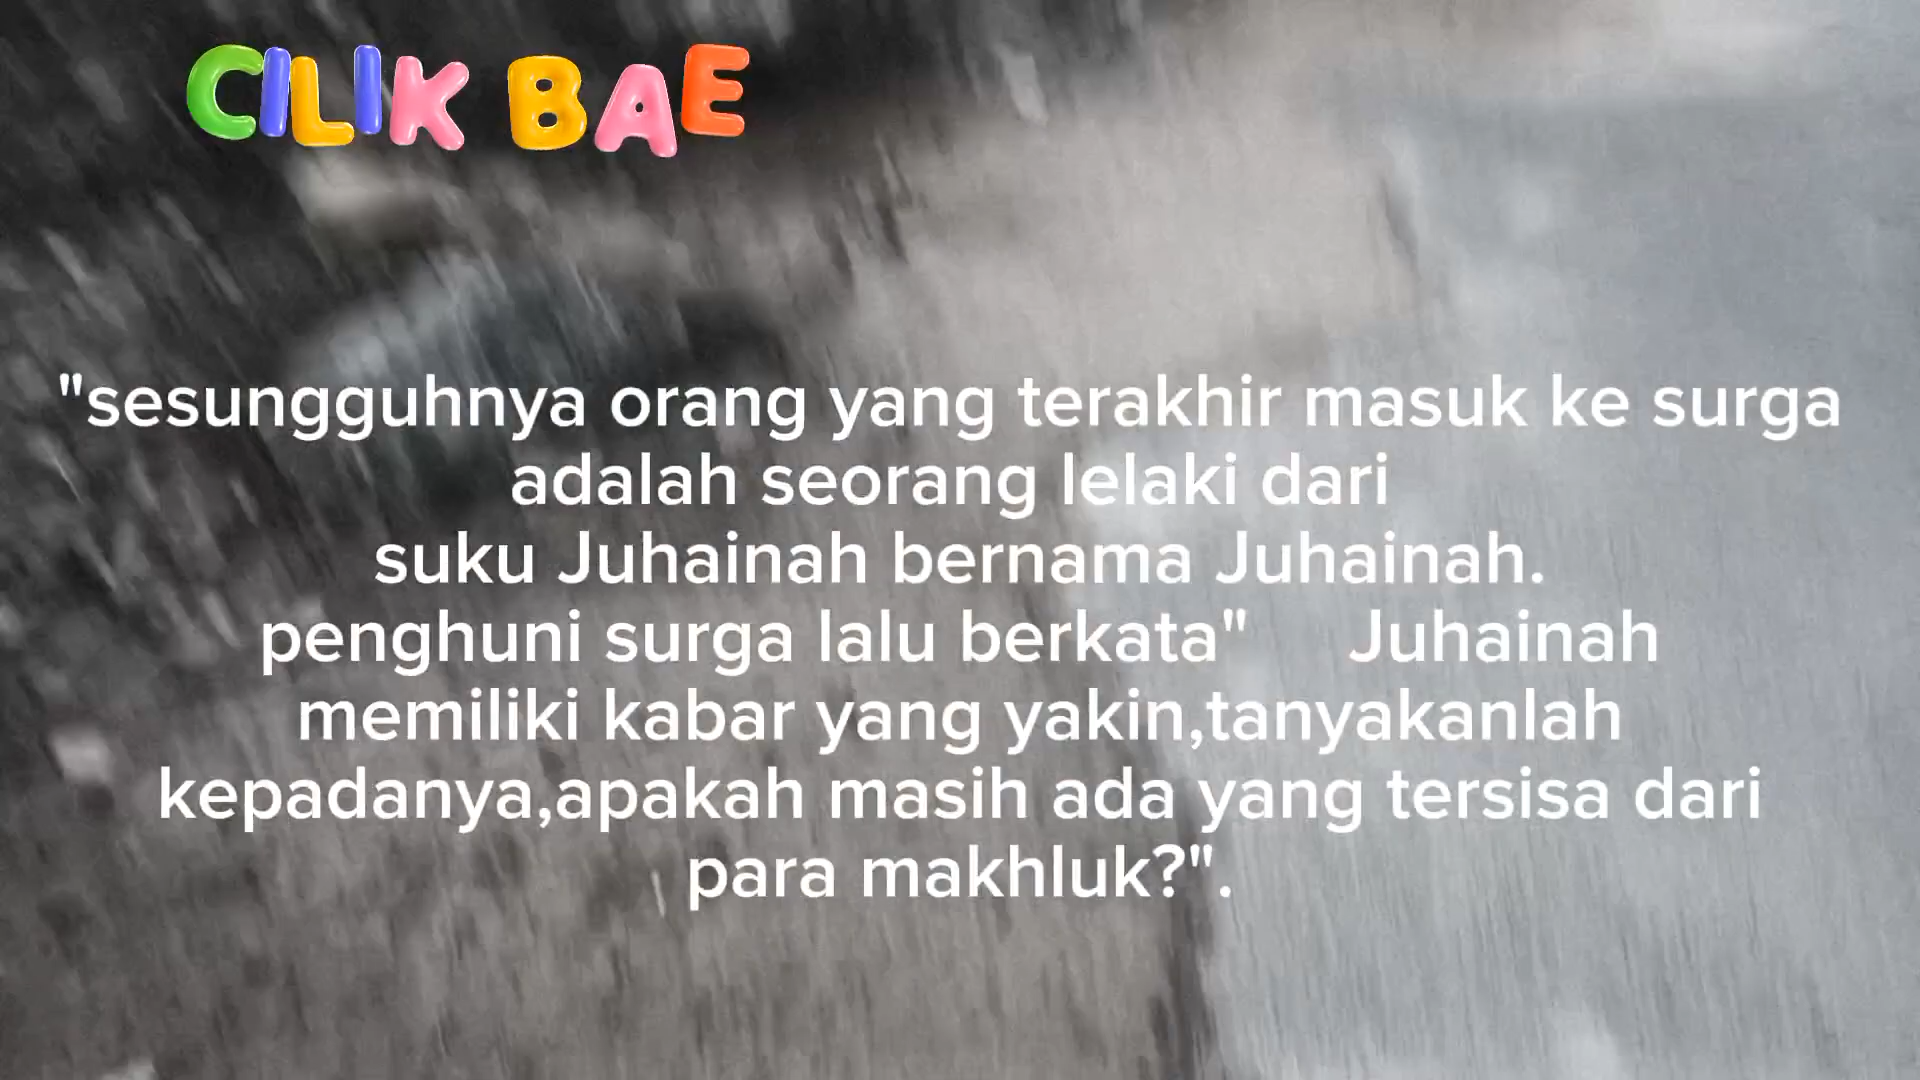 CILIK BAE
"sesungguhnya orang yang terakhir masuk ke surga
adalah seorang lelaki dari
suku Juhainah bernama Juhainah.
penghuni surga lalu berkata" Juhainah
memiliki kabar yang yakin,tanyakanlah
kepadanya,apakah masih ada yang tersisa dari
para makhluk?".